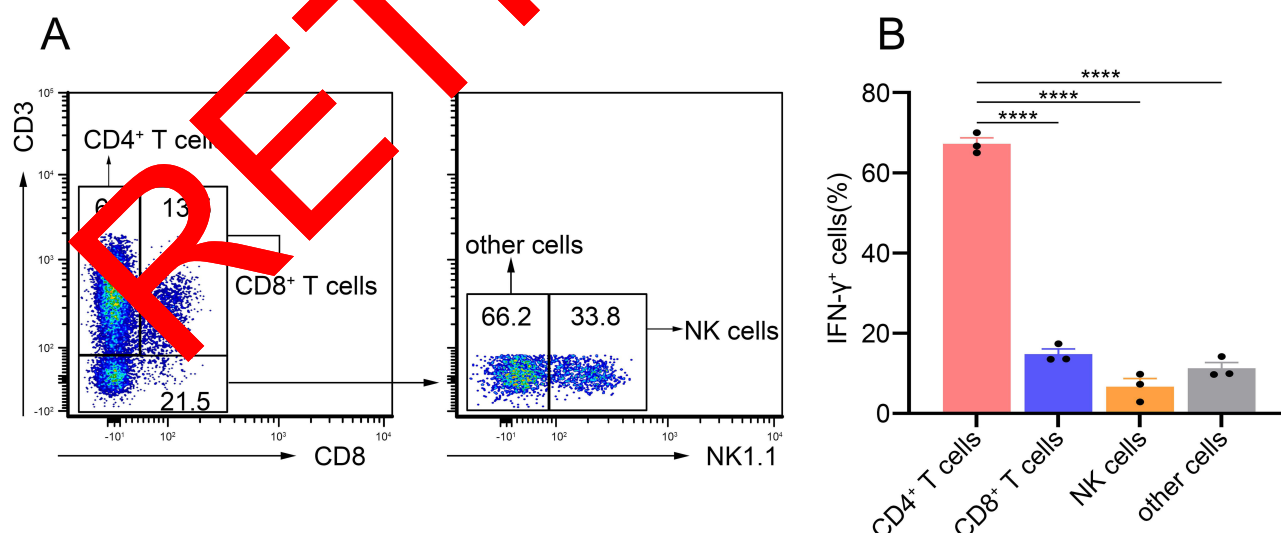 A
B
CD3
10⁵
10⁴
10³
10²
-10²
CD4⁺ T
CD8⁺ T cells
21.5
-10¹
10²
10³
10⁴
CD8
other cells
66.2
33.8
NK cells
-10¹
10²
10³
10⁴
NK1.1
IFN-γ⁺ cells(%)
80
60
40
20
0
****
****
****
CD4⁺ T cells
CD8⁺ T cells
NK cells
other cells
RET